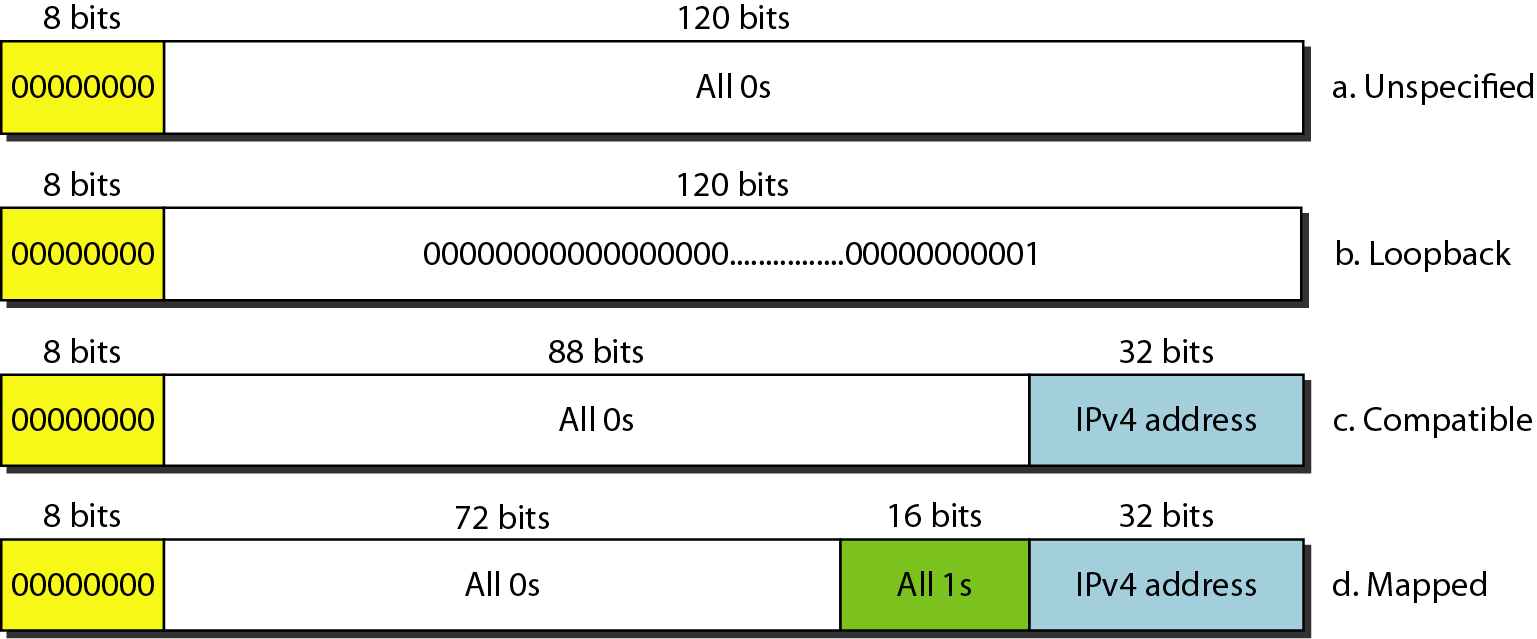 8 bits 120 bits
00000000 All 0s a. Unspecified
8 bits 120 bits
00000000 00000000000000000................00000000001 b. Loopback
8 bits 88 bits 32 bits
00000000 All 0s IPv4 address c. Compatible
8 bits 72 bits 16 bits 32 bits
00000000 All 0s All 1s IPv4 address d. Mapped